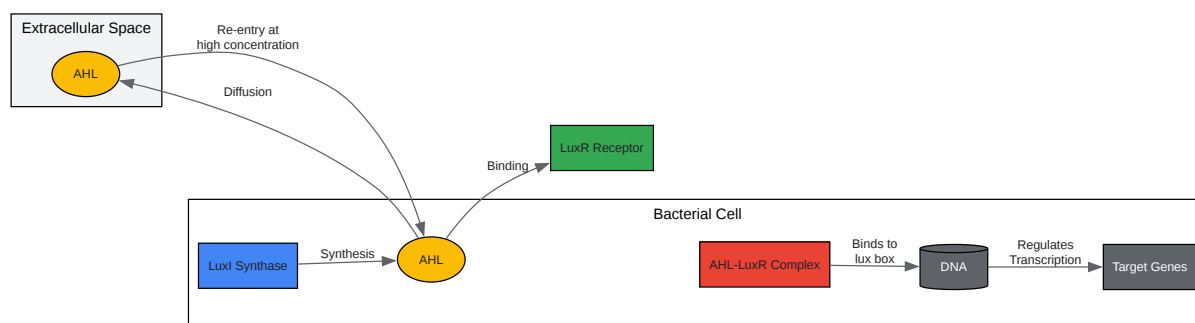 Extracellular Space
AHL
Re-entry at
high concentration
Diffusion
LuxR Receptor
Binding
Bacterial Cell
LuxI Synthase
Synthesis
AHL
AHL-LuxR Complex
Binds to
lux box
DNA
Regulates
Transcription
Target Genes